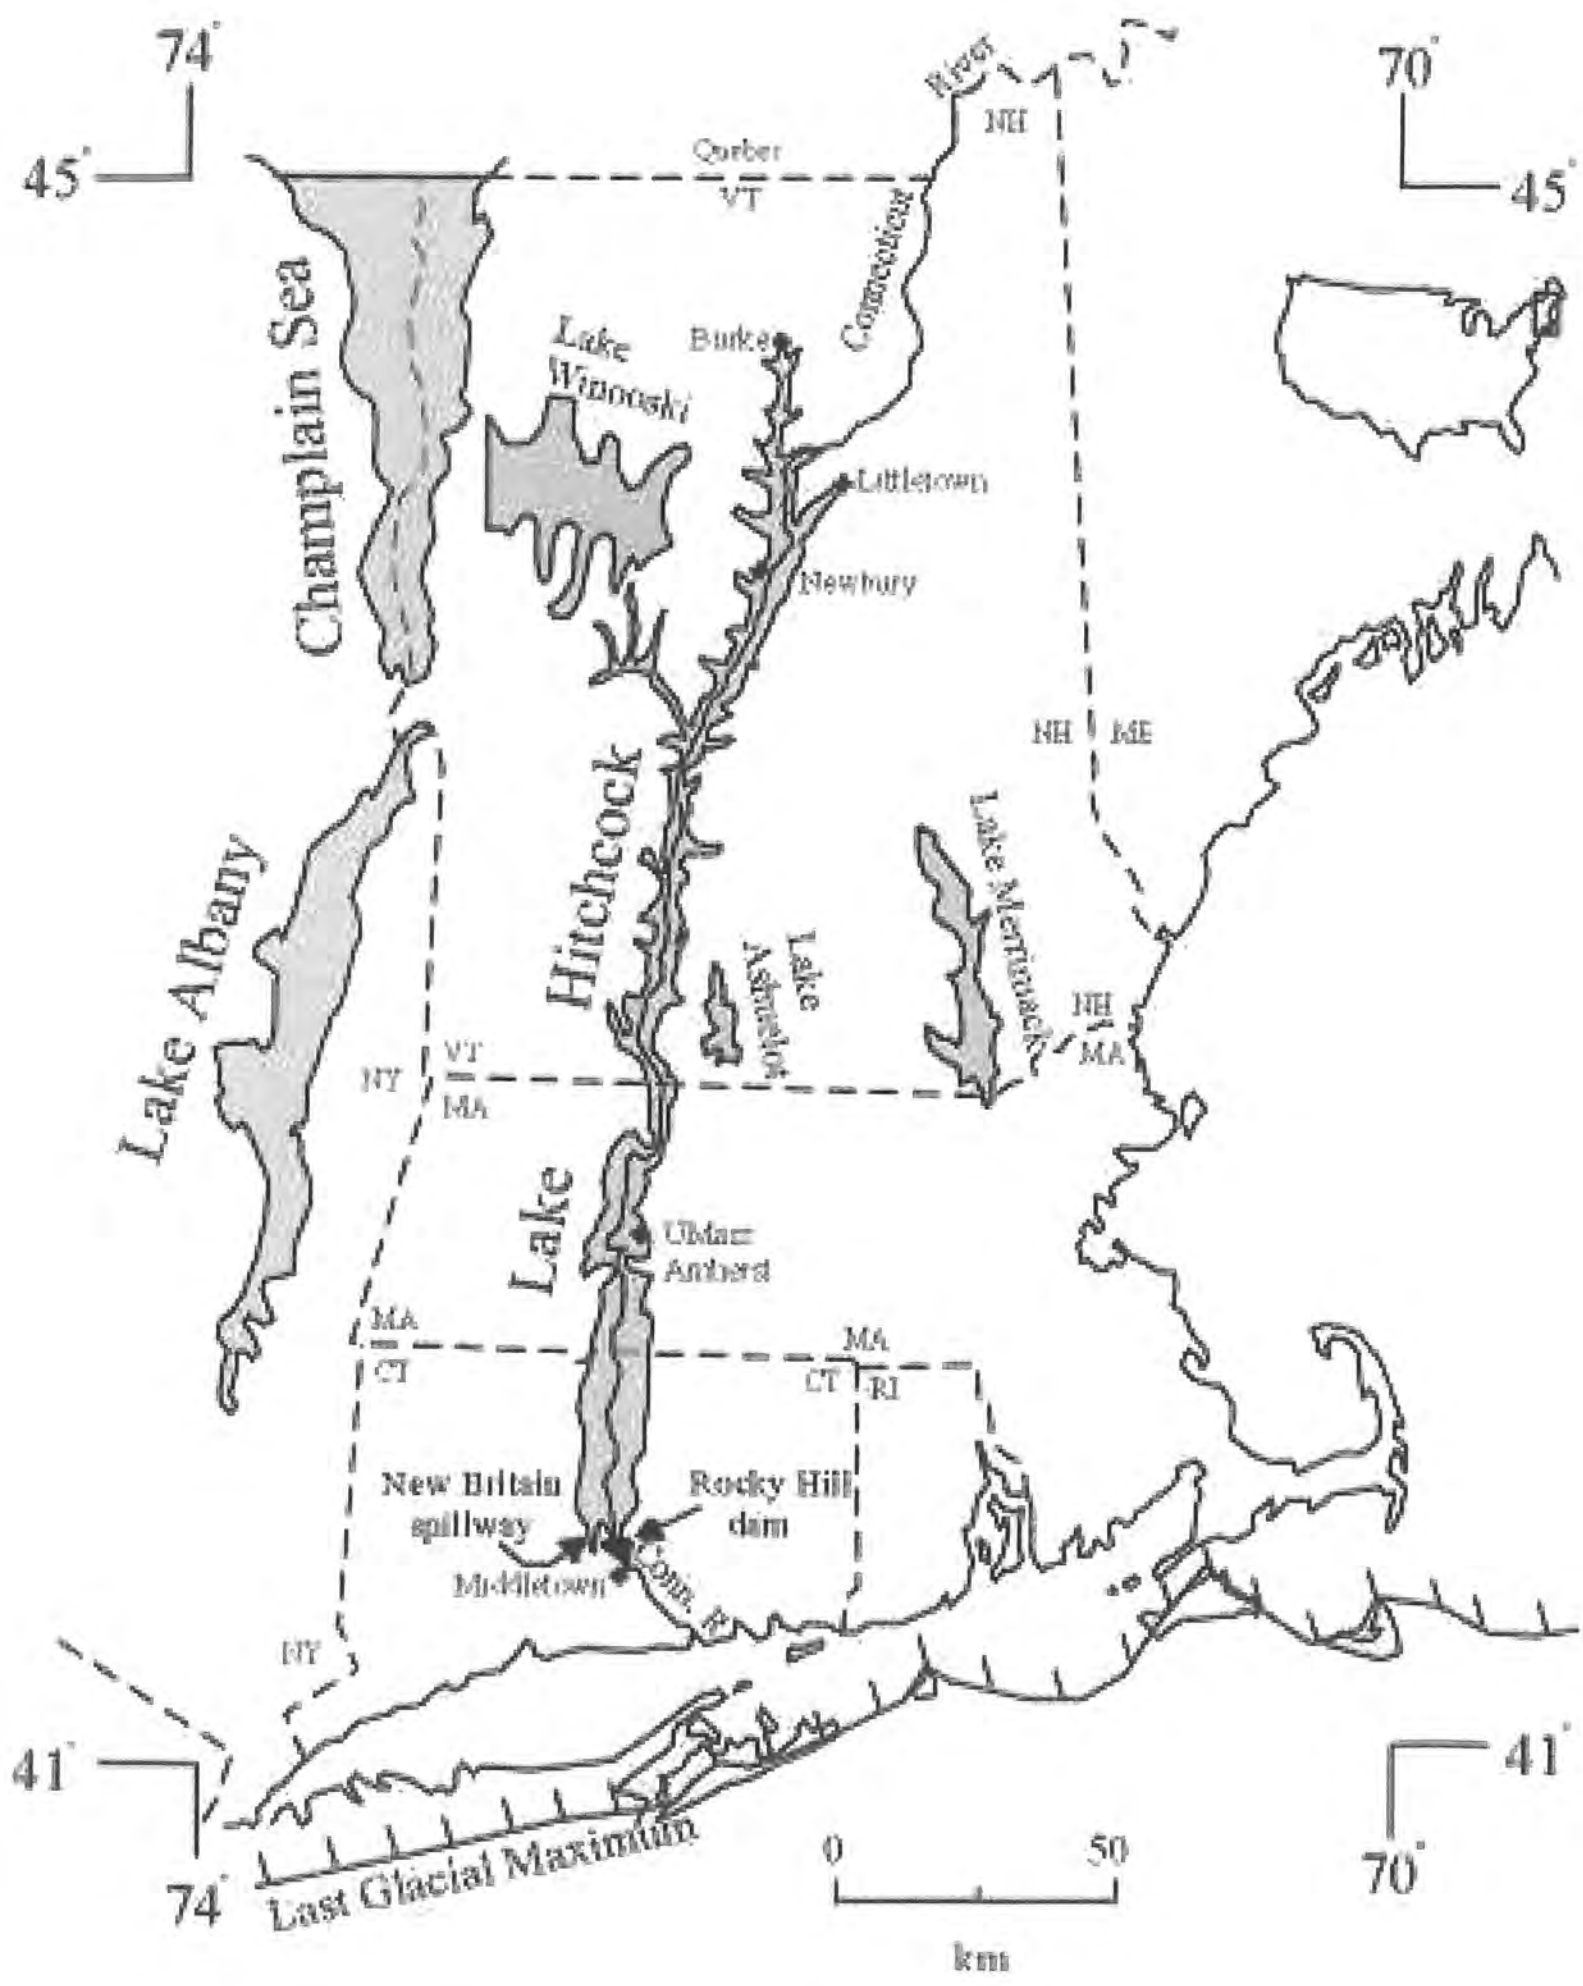 74°
70°
45°
45°
River
NH
Quebec
VT
Connecticut
Champlain Sea
Lake
Winooski
Burke
Littletown
Newbury
NH
ME
Hitchcock
Lake Albany
Lake Merrimack
Lake
Ashuelot
NH
MA
VT
NY
MA
Lake
UMass
Amherst
MA
CT
MA
CT
RI
New Britain
spillway
Rocky Hill
dam
Middletown
Conn. R.
NY
41°
41°
Last Glacial Maximum
74°
70°
0
50
km